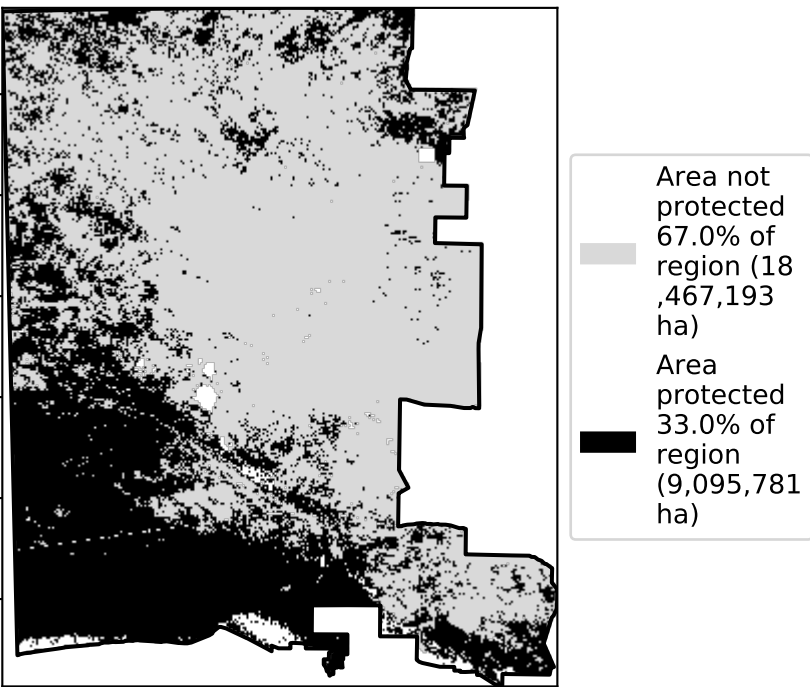 Area not
protected
67.0% of
region (18
,467,193
ha)
Area
protected
33.0% of
region
(9,095,781
ha)